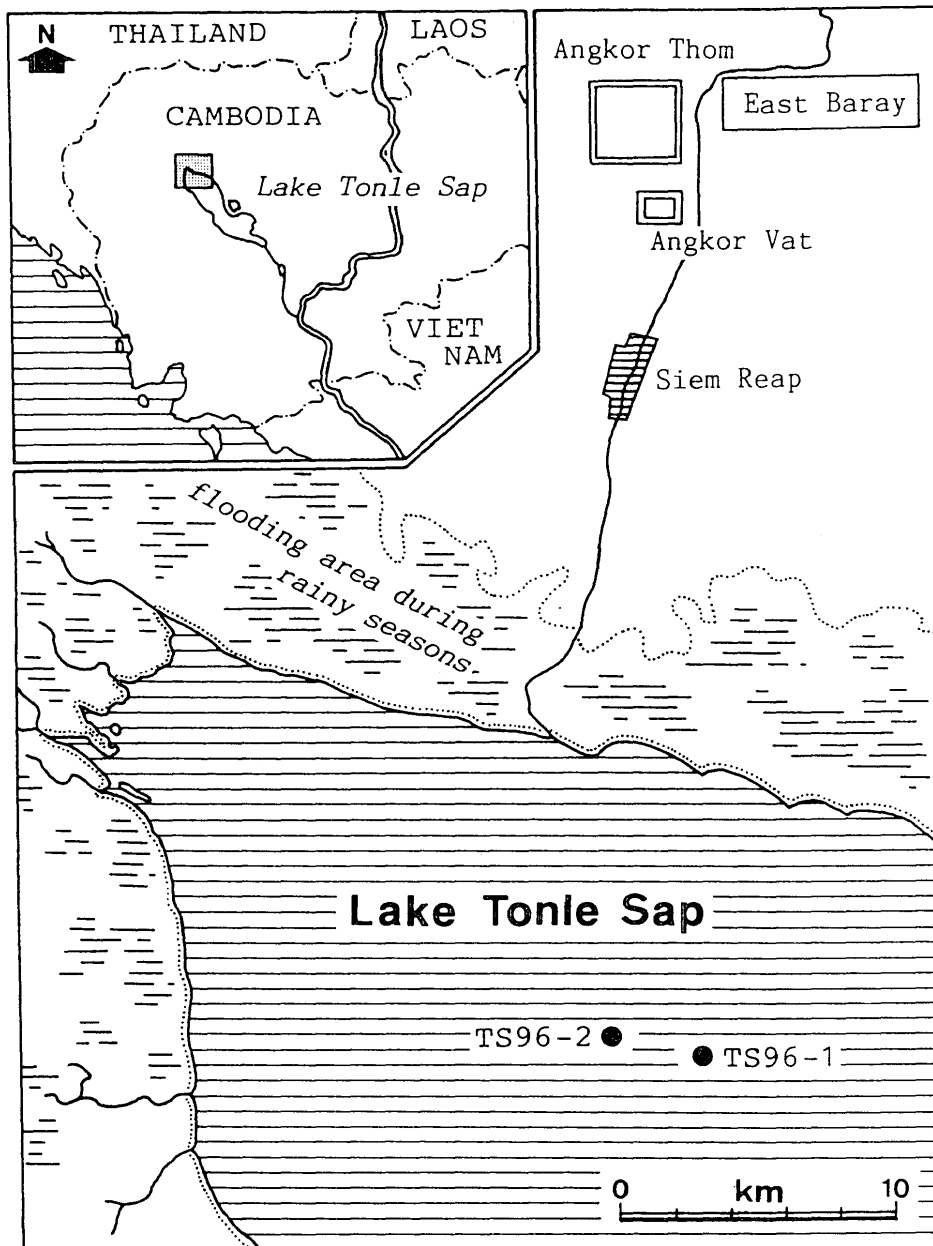 N
THAILAND
LAOS
CAMBODIA
Lake Tonle Sap
VIET
NAM
Angkor Thom
East Baray
Angkor Vat
Siem Reap
flooding area during
rainy seasons.
Lake Tonle Sap
TS96-2
TS96-1
0 km 10